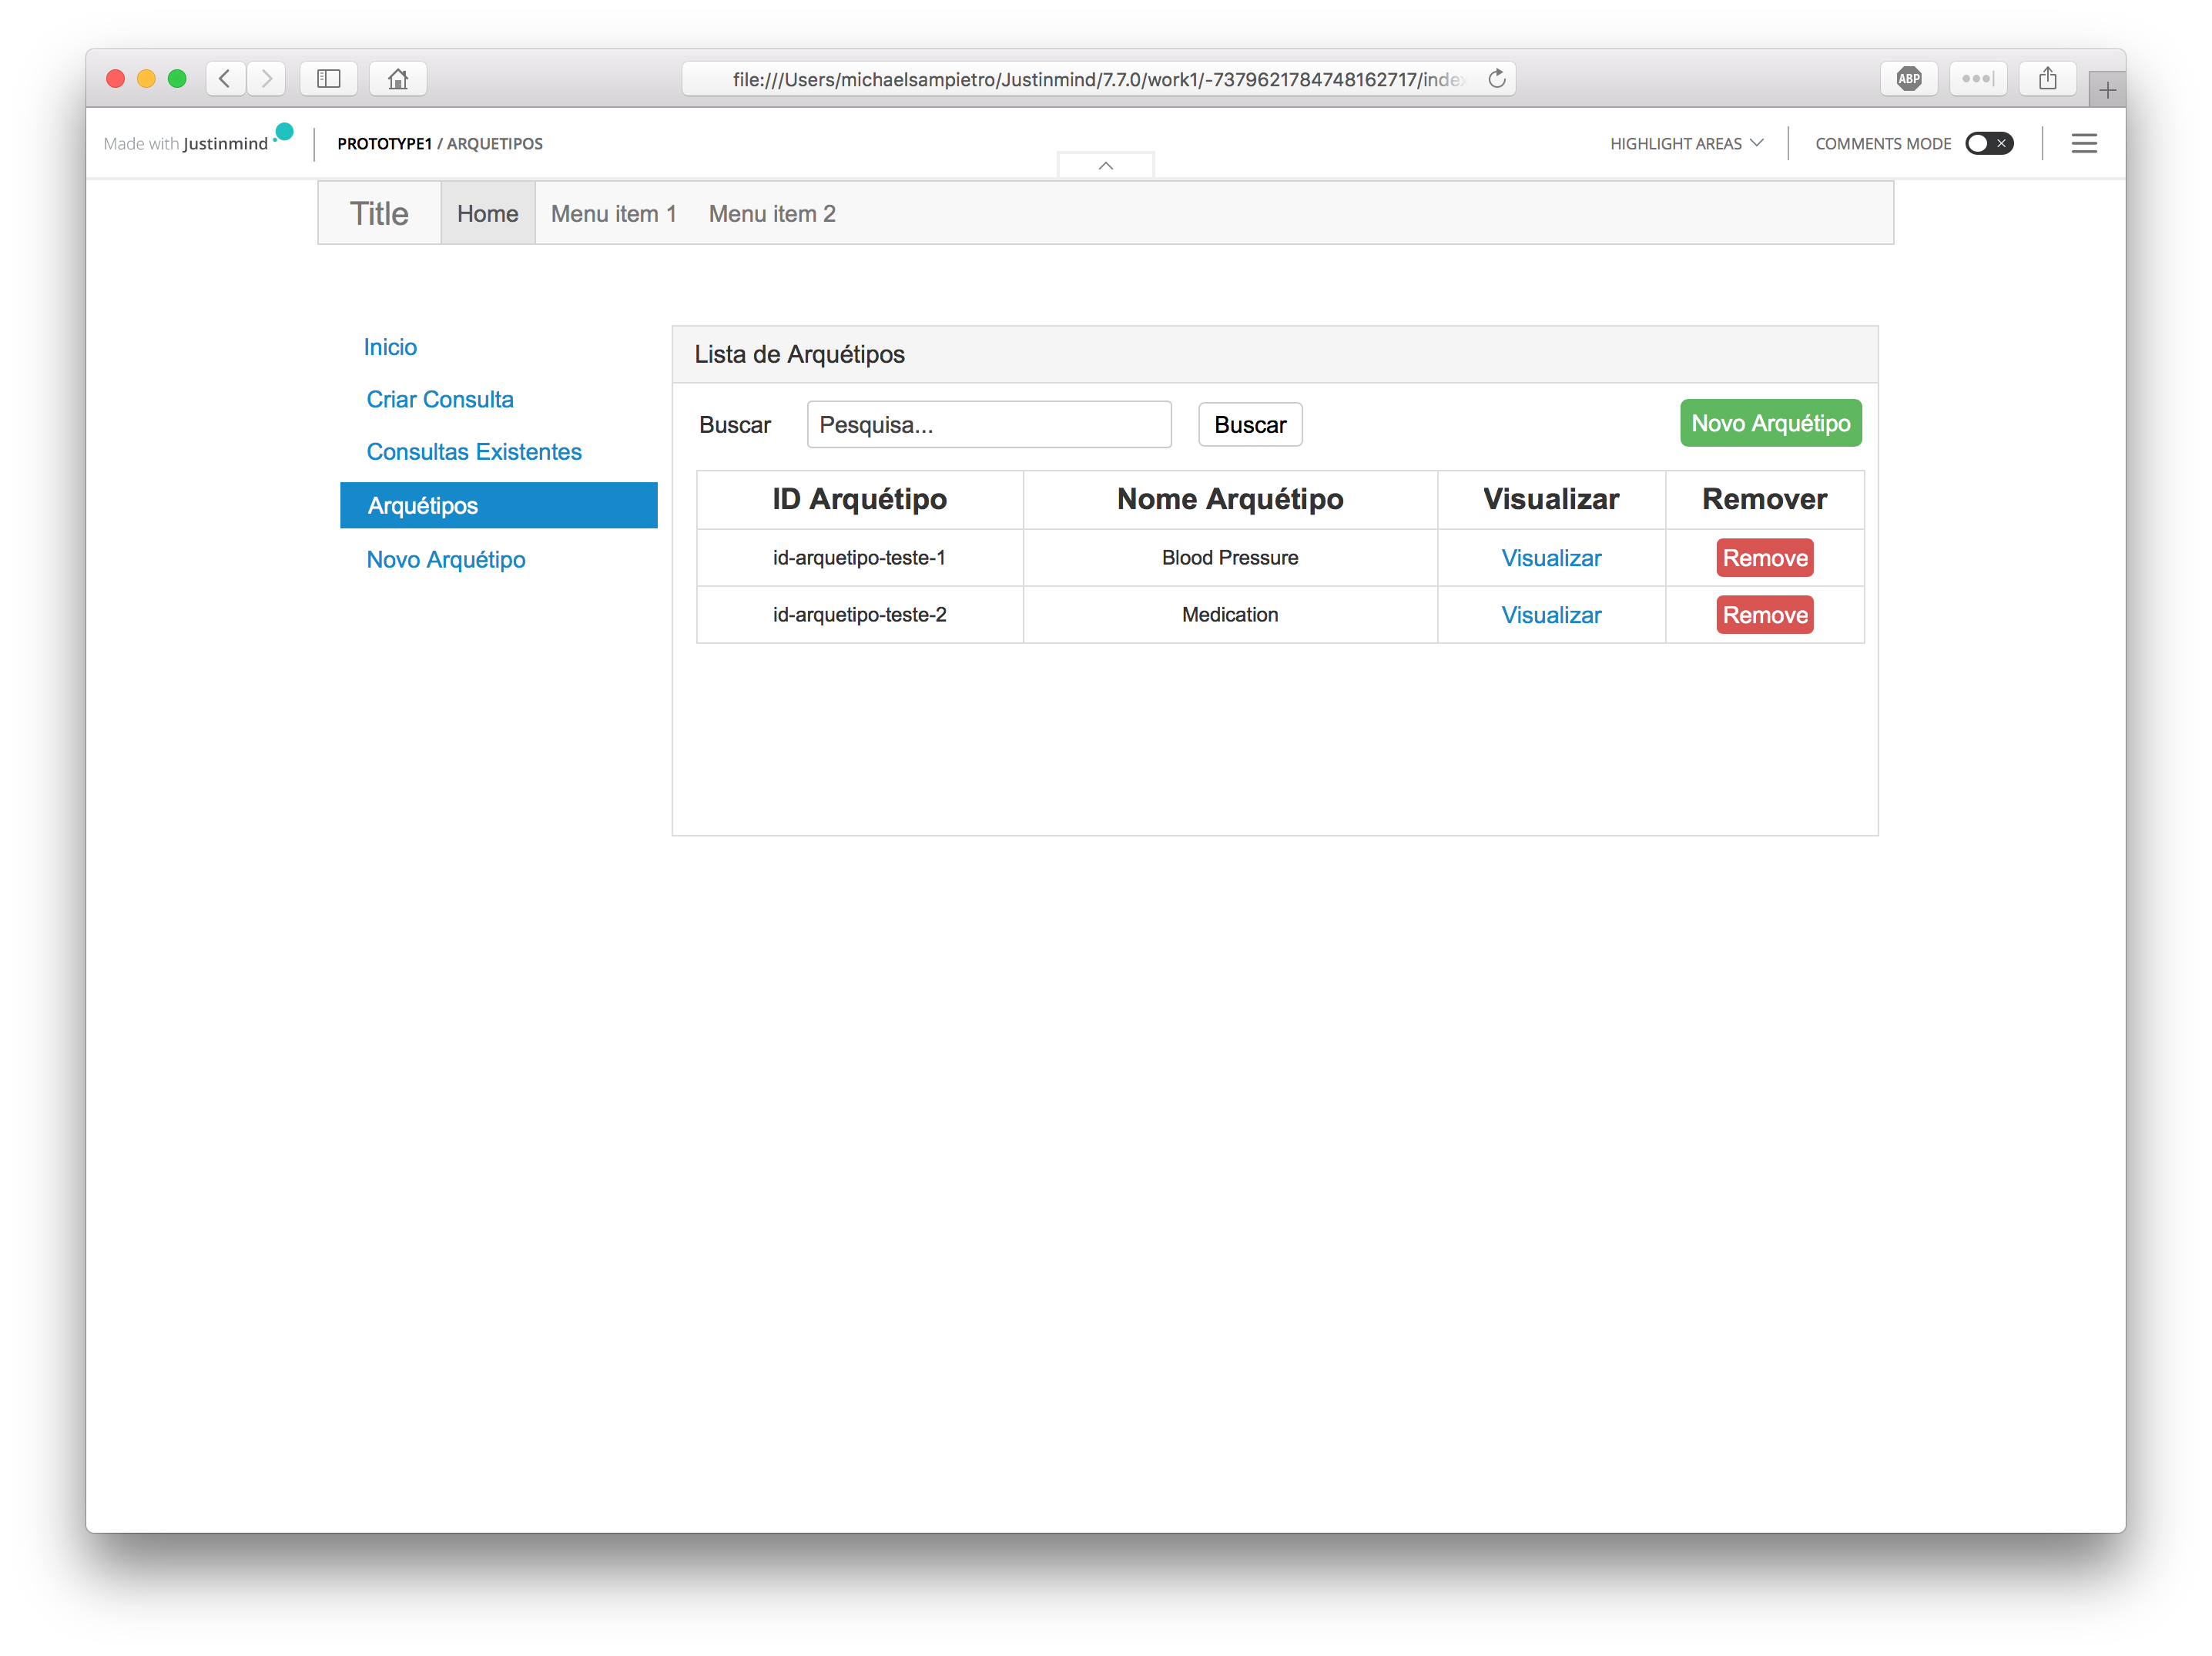 file:///Users/michaelsampietro/Justinmind/7.7.0/work1/-7379621784748162717/inde
ABP
Made with Justinmind
PROTOTYPE1 / ARQUETIPOS
HIGHLIGHT AREAS
COMMENTS MODE
Title Home Menu item 1 Menu item 2
Inicio
Criar Consulta
Consultas Existentes
Arquétipos
Novo Arquétipo
Lista de Arquétipos
Buscar Pesquisa... Buscar Novo Arquétipo
ID Arquétipo Nome Arquétipo Visualizar Remover
id-arquetipo-teste-1 Blood Pressure Visualizar Remove
id-arquetipo-teste-2 Medication Visualizar Remove